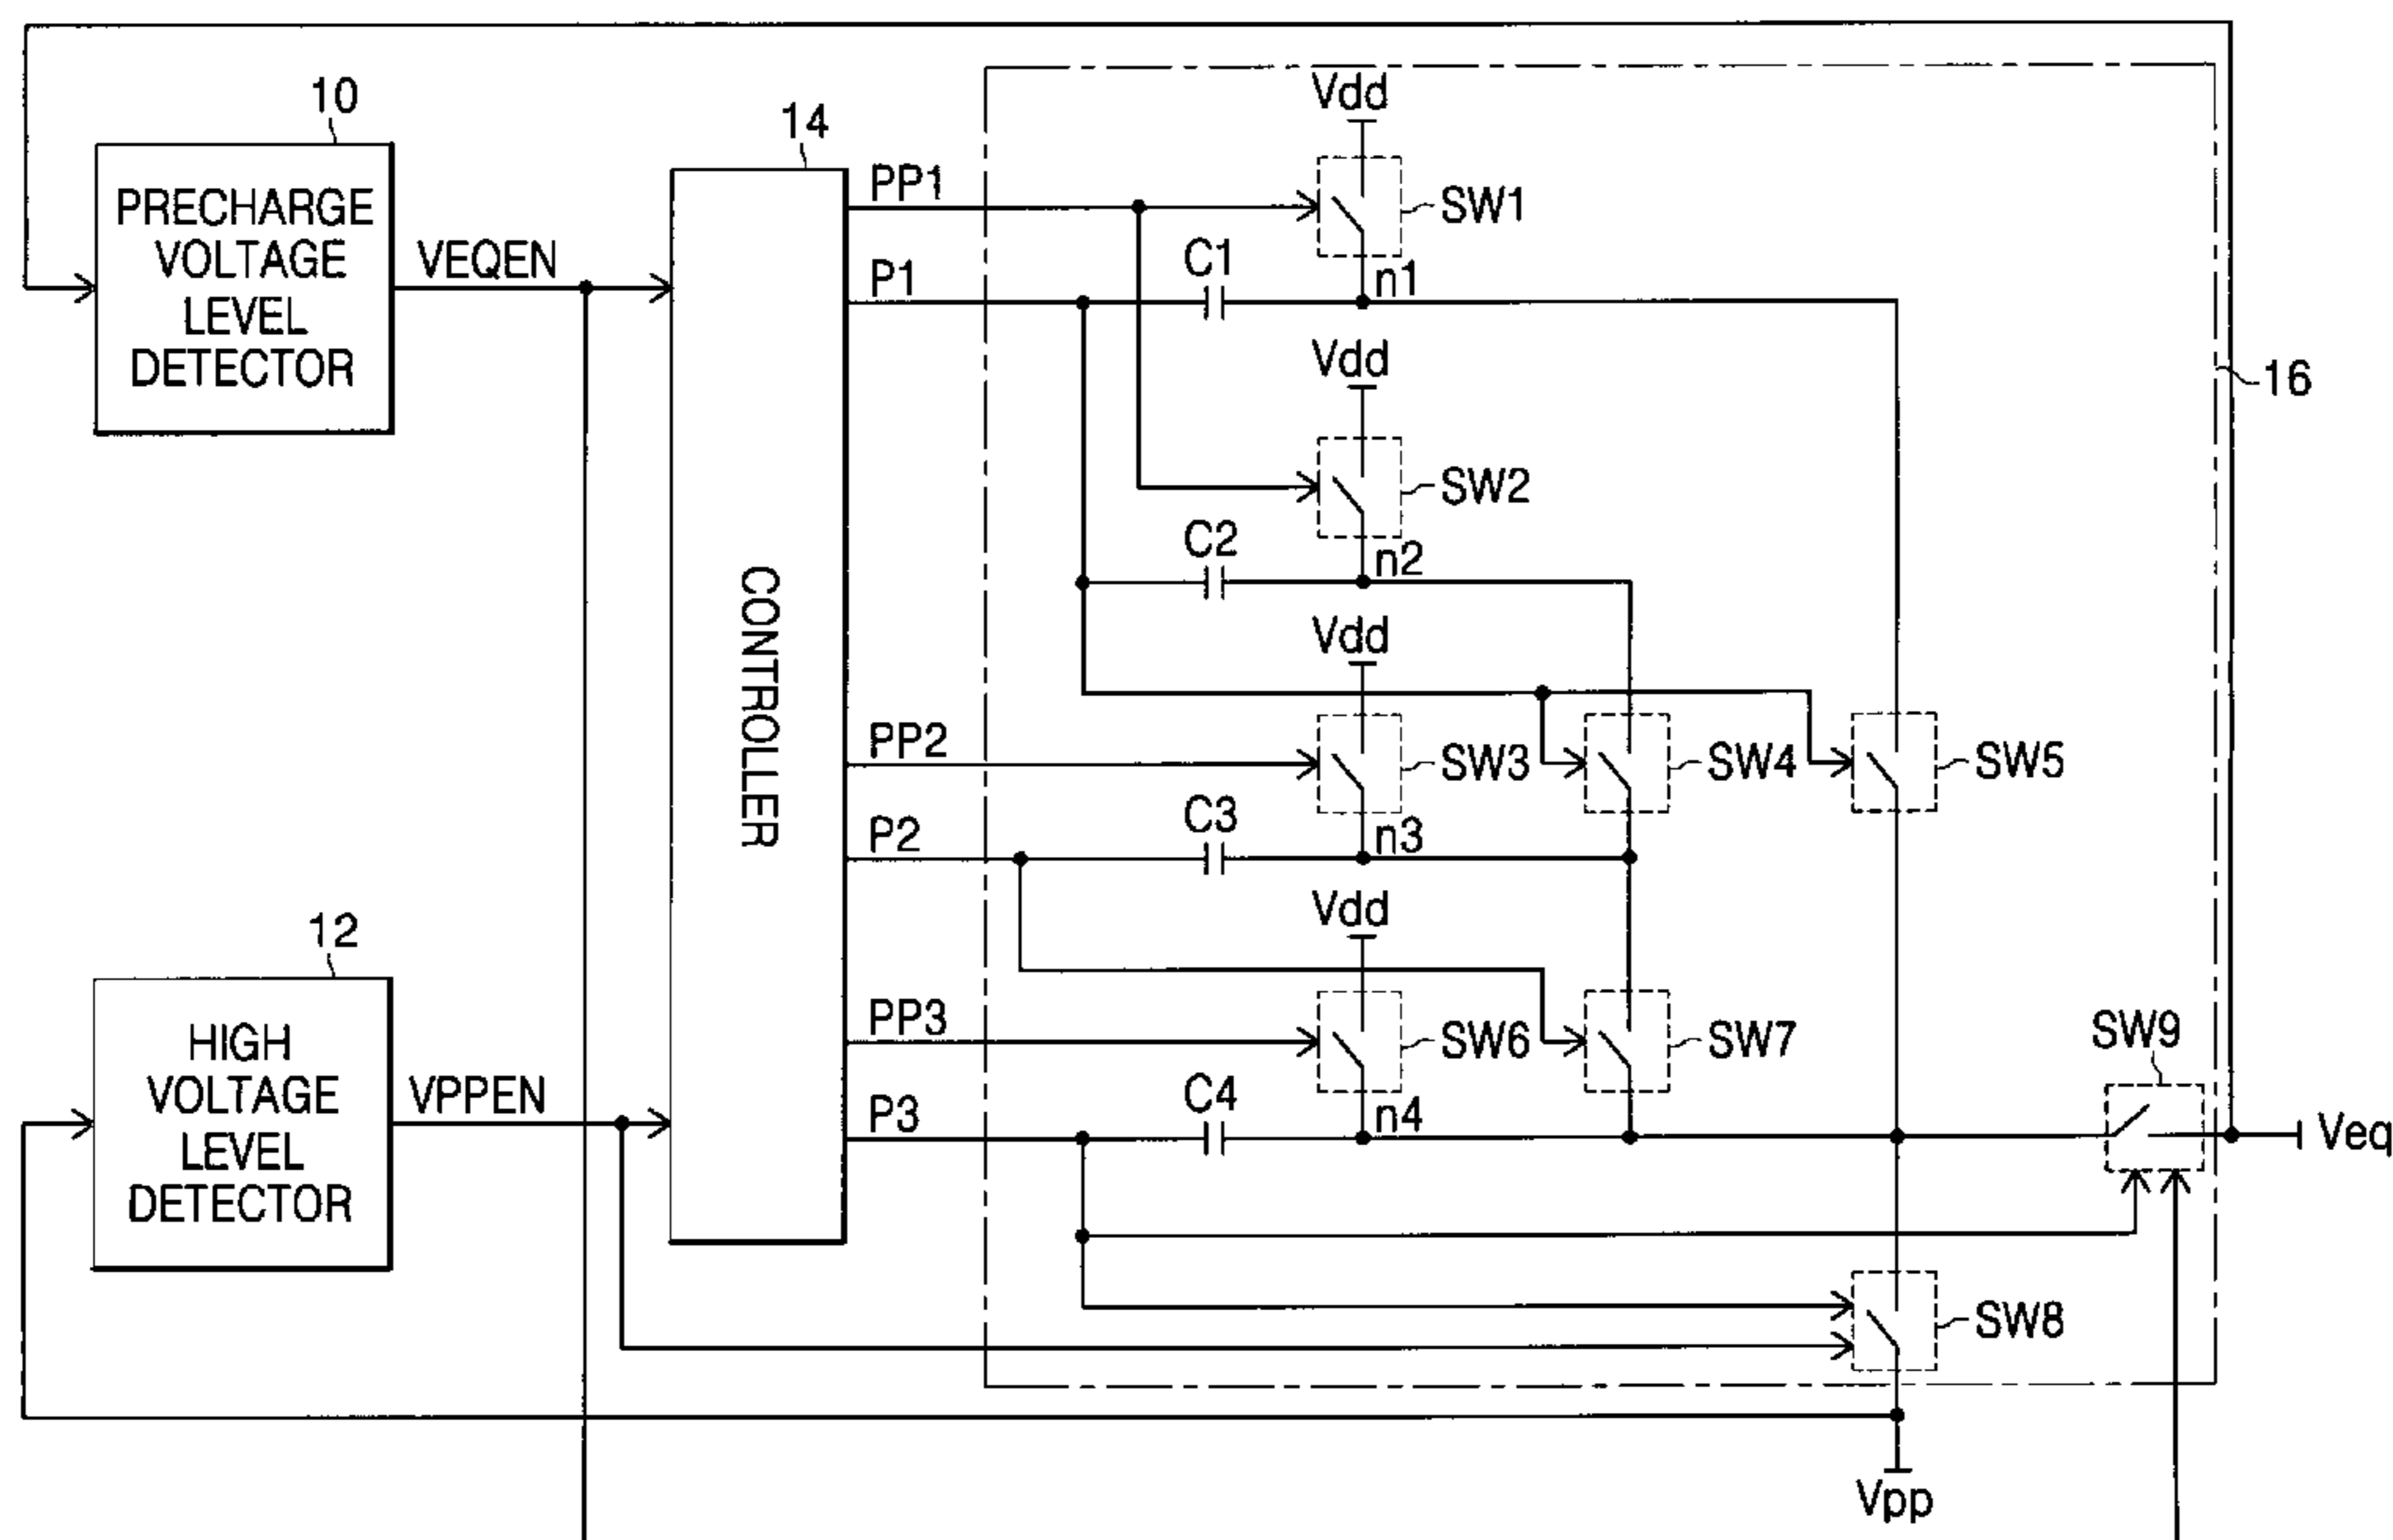 10
PRECHARGE
VOLTAGE
LEVEL
DETECTOR
VEQEN
14
CONTROLLER
PP1
P1
PP2
P2
PP3
P3
12
HIGH
VOLTAGE
LEVEL
DETECTOR
VPPEN
Vdd
SW1
C1
n1
Vdd
SW2
C2
n2
Vdd
SW3
SW4
SW5
C3
n3
Vdd
SW6
SW7
C4
n4
SW9
Veq
SW8
Vpp
16